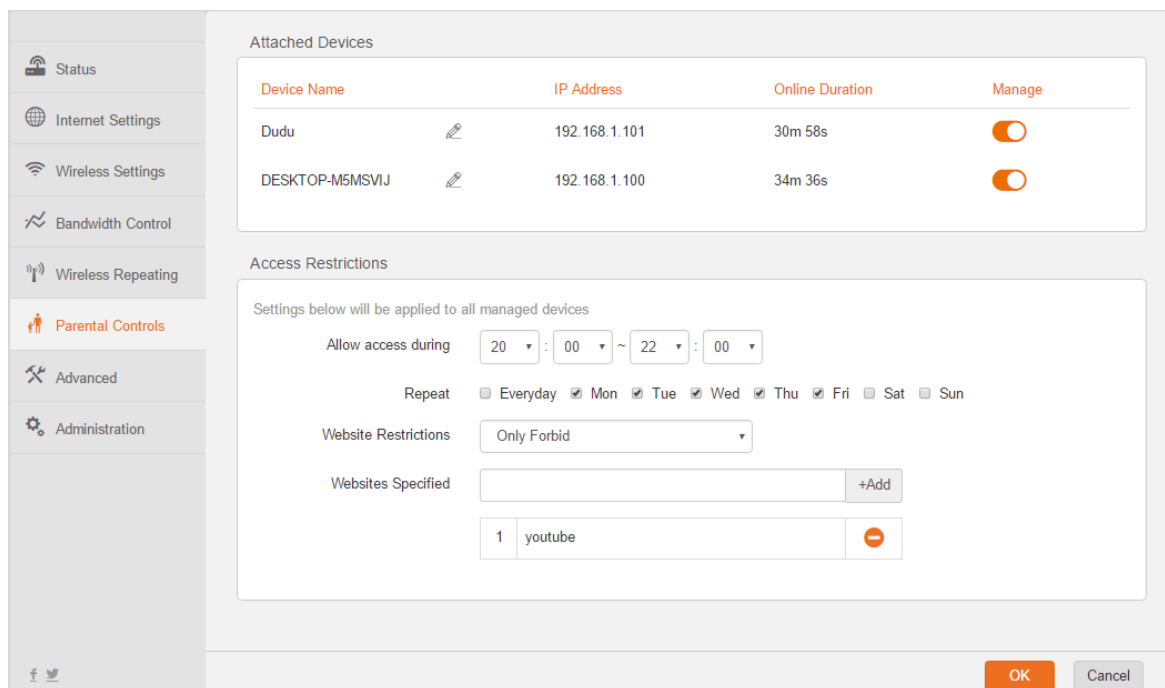 Attached Devices
Status
Device Name IP Address Online Duration Manage
Internet Settings
Dudu 192.168.1.101 30m 58s
Wireless Settings
DESKTOP-M5MSVIJ 192.168.1.100 34m 36s
Bandwidth Control
Access Restrictions
Wireless Repeating
Settings below will be applied to all managed devices
Parental Controls
Allow access during 20 : 00 ~ 22 : 00
Advanced
Repeat Everyday Mon Tue Wed Thu Fri Sat Sun
Administration
Website Restrictions Only Forbid
Websites Specified +Add
1 youtube
OK Cancel